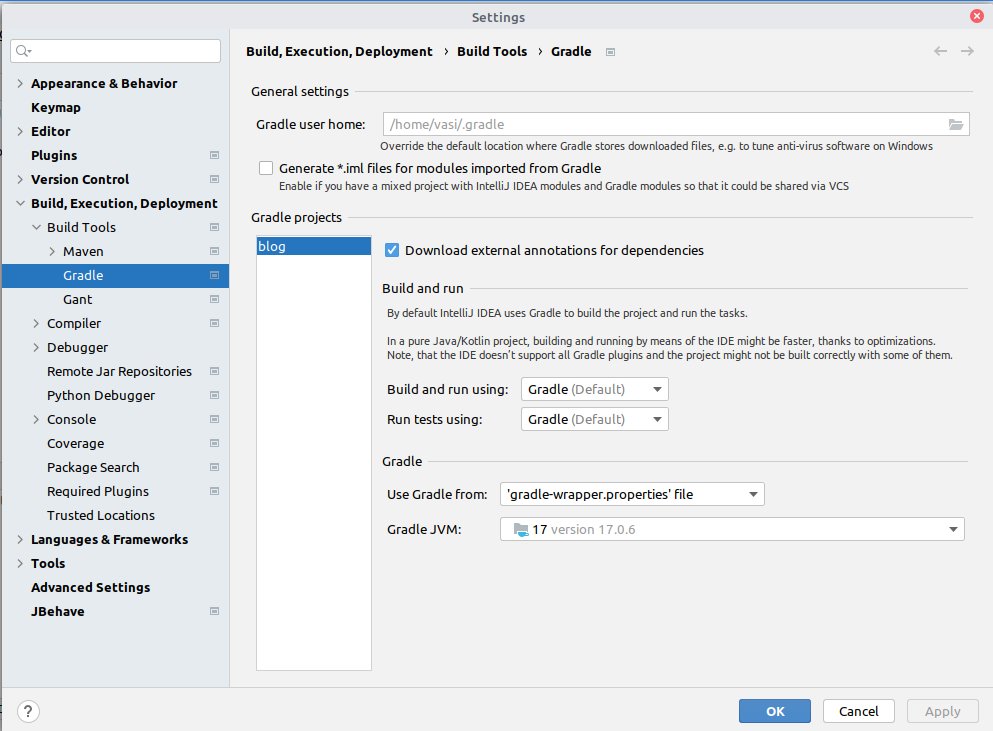 Settings
Build, Execution, Deployment › Build Tools › Gradle
Appearance & Behavior
Keymap
Editor
Plugins
Version Control
Build, Execution, Deployment
Build Tools
Maven
Gradle
Gant
Compiler
Debugger
Remote Jar Repositories
Python Debugger
Console
Coverage
Package Search
Required Plugins
Trusted Locations
Languages & Frameworks
Tools
Advanced Settings
JBehave
General settings
Gradle user home: /home/vasi/.gradle
Override the default location where Gradle stores downloaded files, e.g. to tune anti-virus software on Windows
Generate *.iml files for modules imported from Gradle
Enable if you have a mixed project with IntelliJ IDEA modules and Gradle modules so that it could be shared via VCS
Gradle projects
blog
Download external annotations for dependencies
Build and run
By default IntelliJ IDEA uses Gradle to build the project and run the tasks.
In a pure Java/Kotlin project, building and running by means of the IDE might be faster, thanks to optimizations.
Note, that the IDE doesn't support all Gradle plugins and the project might not be built correctly with some of them.
Build and run using: Gradle (Default)
Run tests using: Gradle (Default)
Gradle
Use Gradle from: 'gradle-wrapper.properties' file
Gradle JVM: 17 version 17.0.6
?
OK
Cancel
Apply